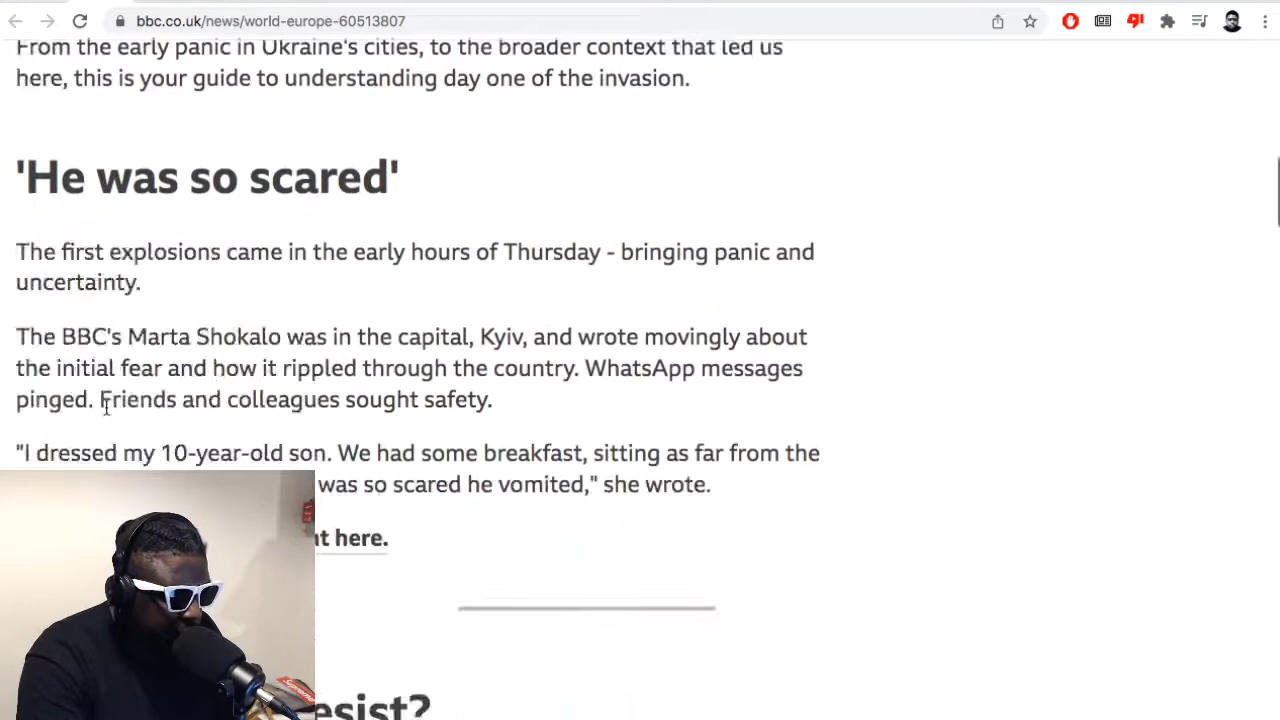 bbc.co.uk/news/world-europe-60513807
From the early panic in Ukraine's cities, to the broader context that led us
here, this is your guide to understanding day one of the invasion.
'He was so scared'
The first explosions came in the early hours of Thursday - bringing panic and
uncertainty.
The BBC's Marta Shokalo was in the capital, Kyiv, and wrote movingly about
the initial fear and how it rippled through the country. WhatsApp messages
pinged. Friends and colleagues sought safety.
"I dressed my 10-year-old son. We had some breakfast, sitting as far from the
was so scared he vomited," she wrote.
here.
Supreme